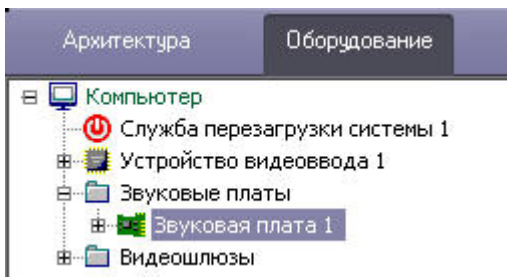 Архитектура Оборудование
Компьютер
Служба перезагрузки системы 1
Устройство видеоввода 1
Звуковые платы
Звуковая плата 1
Видеошлюзы